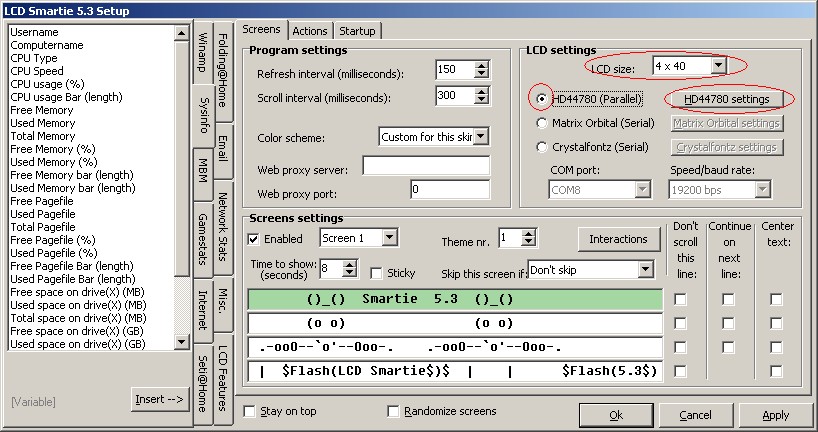 LCD Smartie 5.3 Setup
Username
Computername
CPU Type
CPU Speed
CPU usage (%)
CPU usage Bar (length)
Free Memory
Used Memory
Total Memory
Free Memory (%)
Used Memory (%)
Free Memory bar (length)
Used Memory bar (length)
Free Pagefile
Used Pagefile
Total Pagefile
Free Pagefile (%)
Used Pagefile (%)
Free Pagefile Bar (length)
Used Pagefile Bar (length)
Free space on drive(X) (MB)
Used space on drive(X) (MB)
Total space on drive(X) (MB)
Free space on drive(X) (GB)
Used space on drive(X) (GB)
[Variable]
Insert -->
Winamp
Sysinfo
MBM
Gamestats
Internet
Seti@Home
Folding@Home
Email
Network Stats
Misc.
LCD Features
Screens
Actions
Startup
Program settings
Refresh interval (milliseconds):
150
Scroll interval (milliseconds):
300
Color scheme:
Custom for this skin
Web proxy server:
Web proxy port:
0
LCD settings
LCD size:
4 x 40
HD44780 (Parallel)
HD44780 settings
Matrix Orbital (Serial)
Matrix Orbital settings
Crystalfontz (Serial)
Crystalfontz settings
COM port:
Speed/baud rate:
COM8
19200 bps
Screens settings
Enabled
Screen 1
Theme nr.
1
Interactions
Time to show:
(seconds)
8
Sticky
Skip this screen if:
Don't skip
Don't
scroll
this
line:
Continue
on
next
line:
Center
text:
()_()  Smartie  5.3  ()_()
(o o)                (o o)
.-ooO--`o'--Ooo-.    .-ooO--`o'--Ooo-.
|  $Flash(LCD Smartie$)$  |    |      $Flash(5.3$)
Stay on top
Randomize screens
Ok
Cancel
Apply